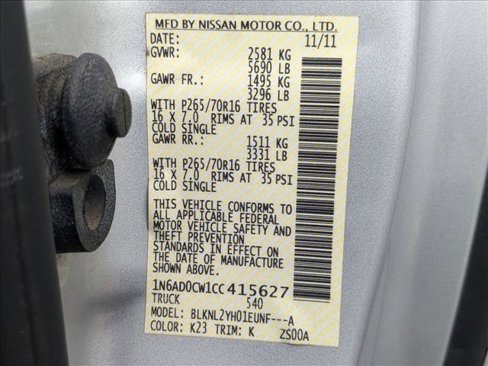 MFD BY NISSAN MOTOR CO., LTD.
DATE: 11/11
GVWR: 2581 KG
5690 LB
GAWR FR.: 1495 KG
3296 LB
WITH P265/70R16 TIRES
16 X 7.0 RIMS AT 35 PSI
COLD SINGLE
GAWR RR.: 1511 KG
3331 LB
WITH P265/70R16 TIRES
16 X 7.0 RIMS AT 35 PSI
COLD SINGLE
THIS VEHICLE CONFORMS TO
ALL APPLICABLE FEDERAL
MOTOR VEHICLE SAFETY AND
THEFT PREVENTION
STANDARDS IN EFFECT ON
THE DATE OF MANUFACTURE
SHOWN ABOVE.
1N6AD0CW1CC415627
TRUCK 540
MODEL: BLKNL2YH01EUNF---A
COLOR: K23 TRIM: K ZS00A